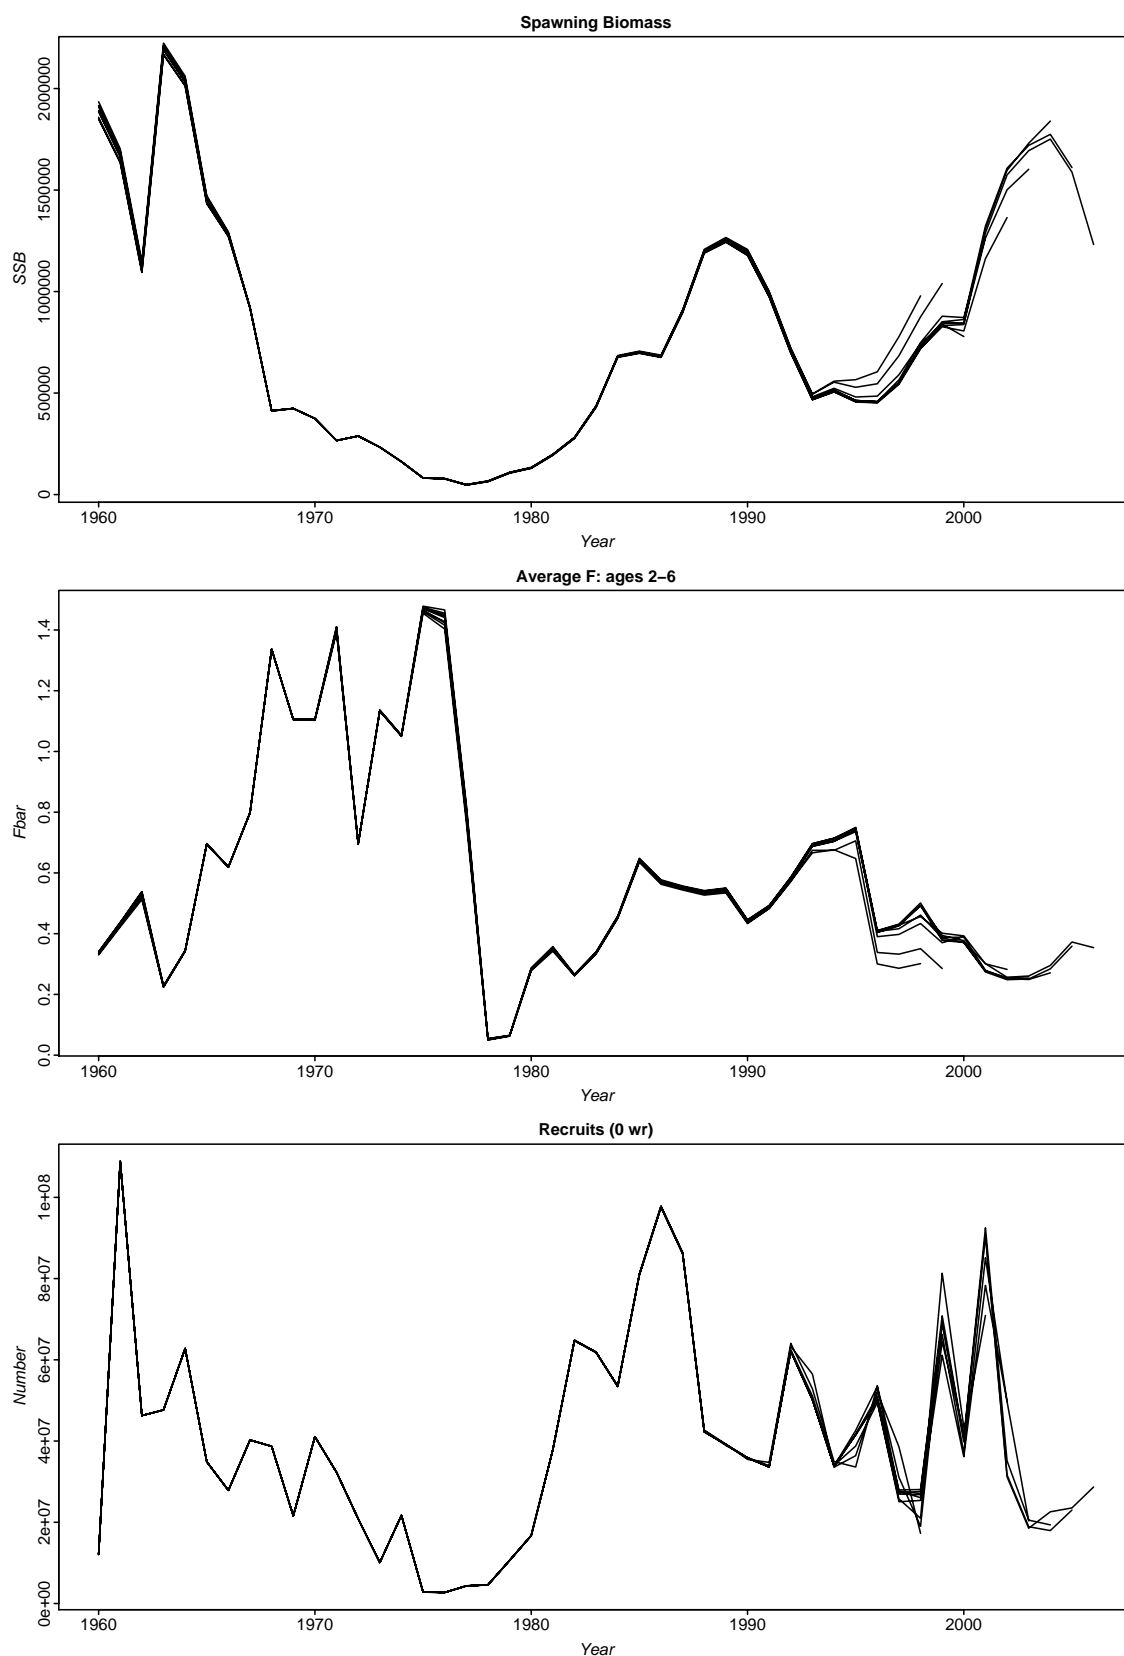 Spawning Biomass
2000000
1500000
1000000
500000
0
SSB
1960 1970 1980 1990 2000
Year
Average F: ages 2−6
1.4
1.2
1.0
0.8
0.6
0.4
0.2
0.0
Fbar
1960 1970 1980 1990 2000
Year
Recruits (0 wr)
1e+08
8e+07
6e+07
4e+07
2e+07
0e+00
Number
1960 1970 1980 1990 2000
Year